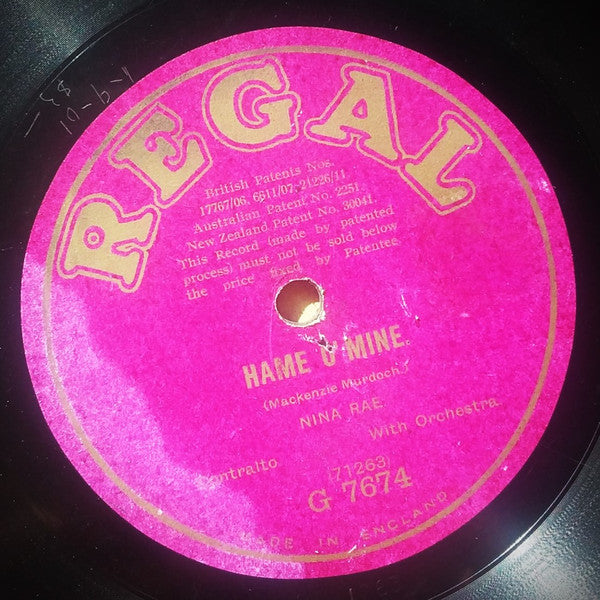 REGAL
British Patents Nos.
17767/06, 6611/07, 21226/11
Australian Patent No. 2251.
New Zealand Patent No. 30041.
This Record (made by patented
process) must not be sold below
the price fixed by Patentee.
HAME O' MINE.
(Mackenzie Murdoch.)
NINA RAE
ontralto With Orchestra
(71263)
G 7674
MADE IN ENGLAND